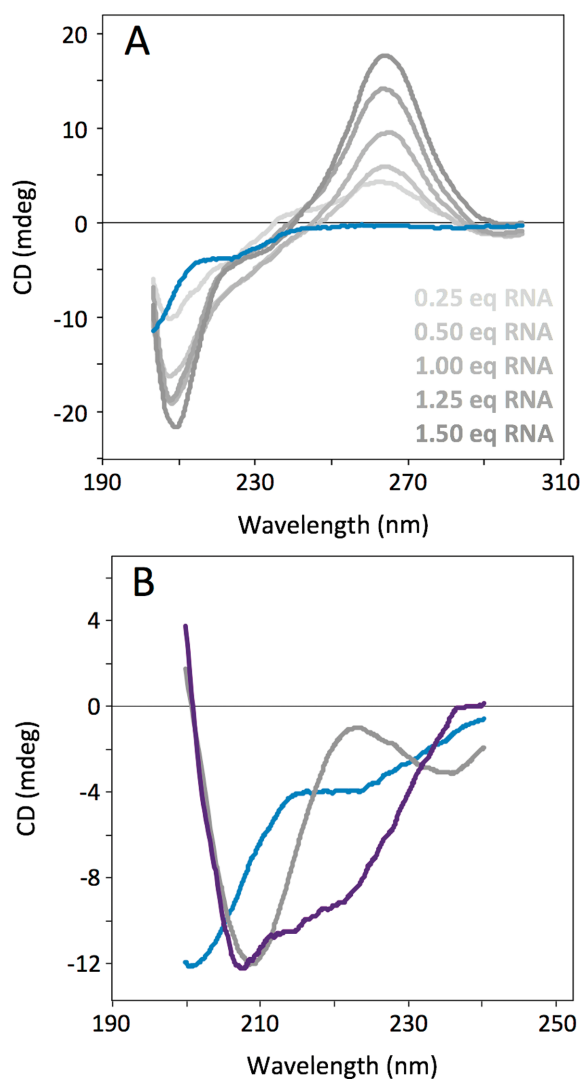 A
20
10
0
-10
-20
CD (mdeg)
0.25 eq RNA
0.50 eq RNA
1.00 eq RNA
1.25 eq RNA
1.50 eq RNA
190
230
270
310
Wavelength (nm)
B
4
0
-4
-8
-12
CD (mdeg)
190
210
230
250
Wavelength (nm)